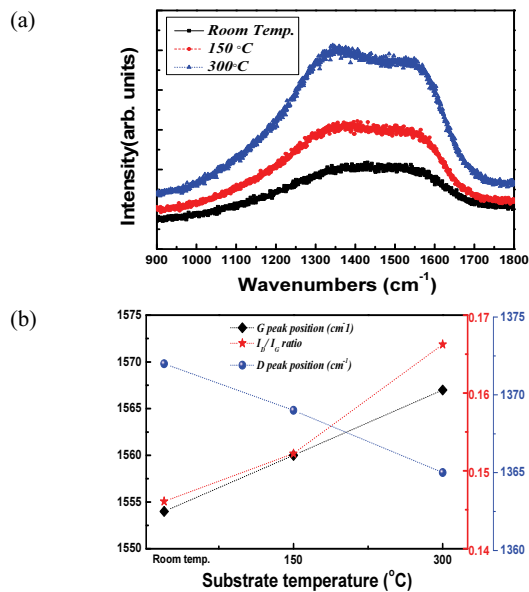 (a)
Room Temp.
150 °C
300°C
Intensity(arb. units)
900 1000 1100 1200 1300 1400 1500 1600 1700 1800
Wavenumbers (cm-1)
(b)
1575
1570
1565
1560
1555
1550
G peak position (cm-1)
ID/ IG ratio
D peak position (cm-1)
0.17
0.16
0.15
0.14
1375
1370
1365
1360
Room temp. 150 300
Substrate temperature (oC)